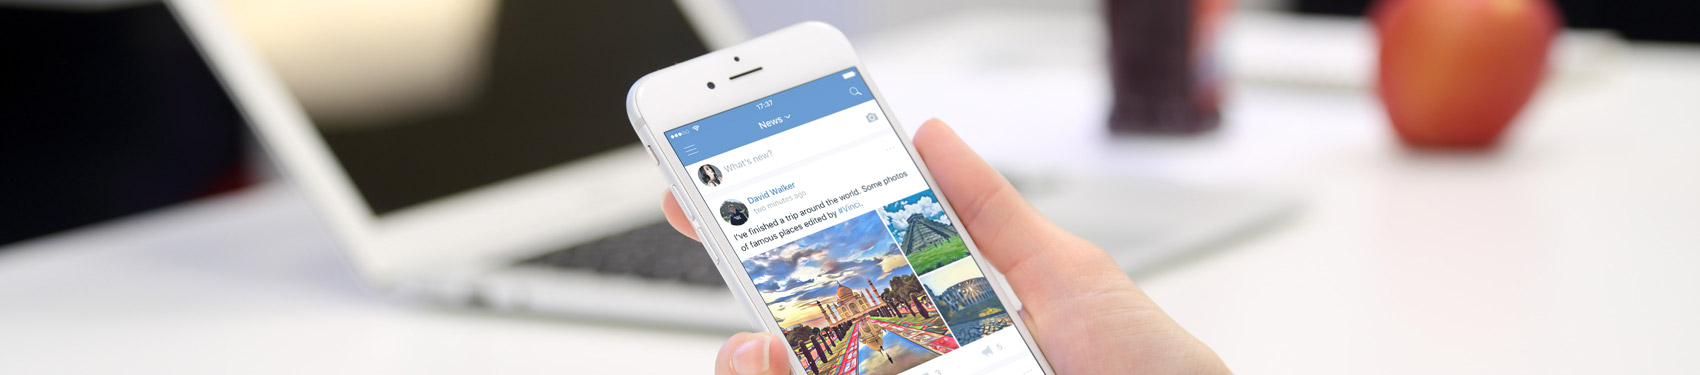 17:37
News
What's new?
David Walker
two minutes ago
I've finished a trip around the world. Some photos
of famous places edited by #Vinci.
5
3